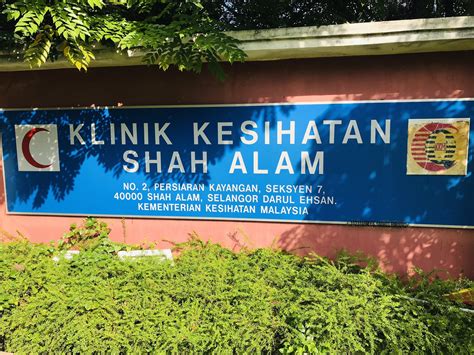 KLINIK KESIHATAN
SHAH ALAM
NO. 2, PERSIARAN KAYANGAN, SEKSYEN 7,
40000 SHAH ALAM, SELANGOR DARUL EHSAN.
KEMENTERIAN KESIHATAN MALAYSIA